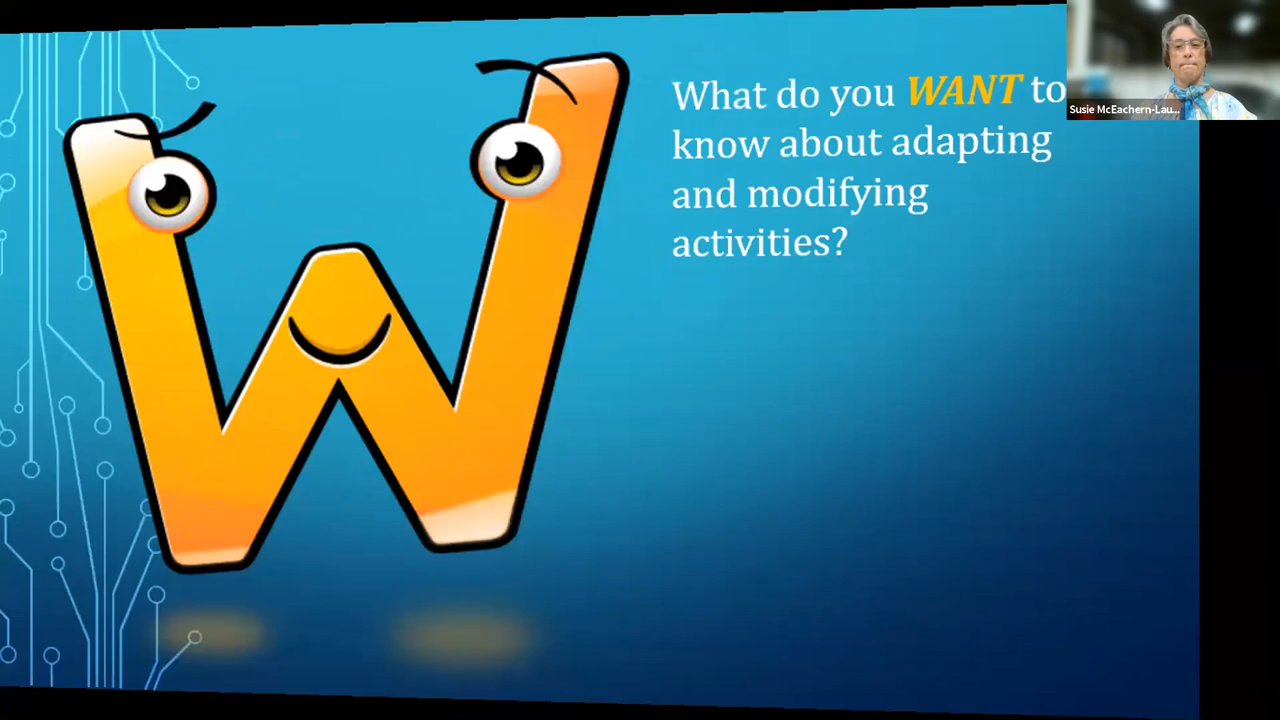 What do you WANT to
know about adapting
and modifying
activities?
Susie McEachern-Lau...
W